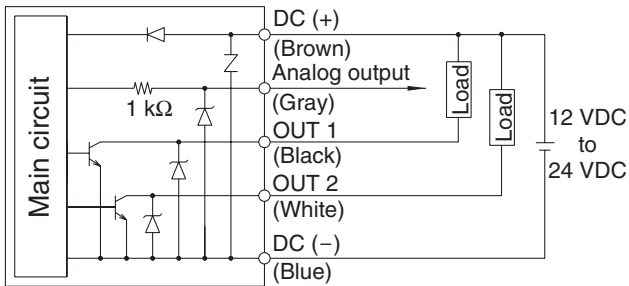 Main circuit
DC (+)
(Brown)
Analog output
1 kΩ
(Gray)
OUT 1
(Black)
OUT 2
(White)
DC (−)
(Blue)
Load
Load
12 VDC
to
24 VDC